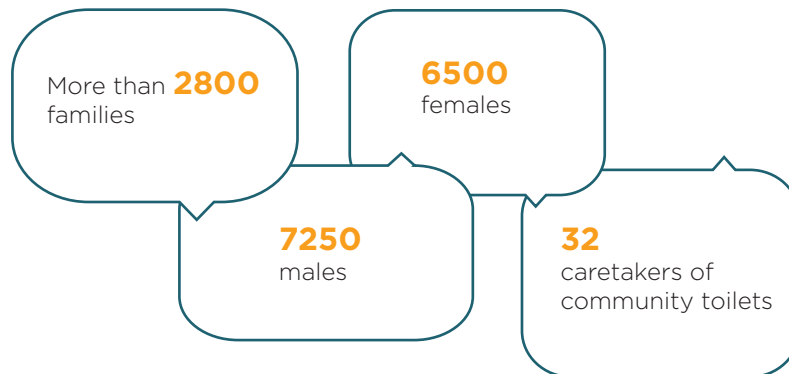 More than 2800
families
6500
females
7250
males
32
caretakers of
community toilets